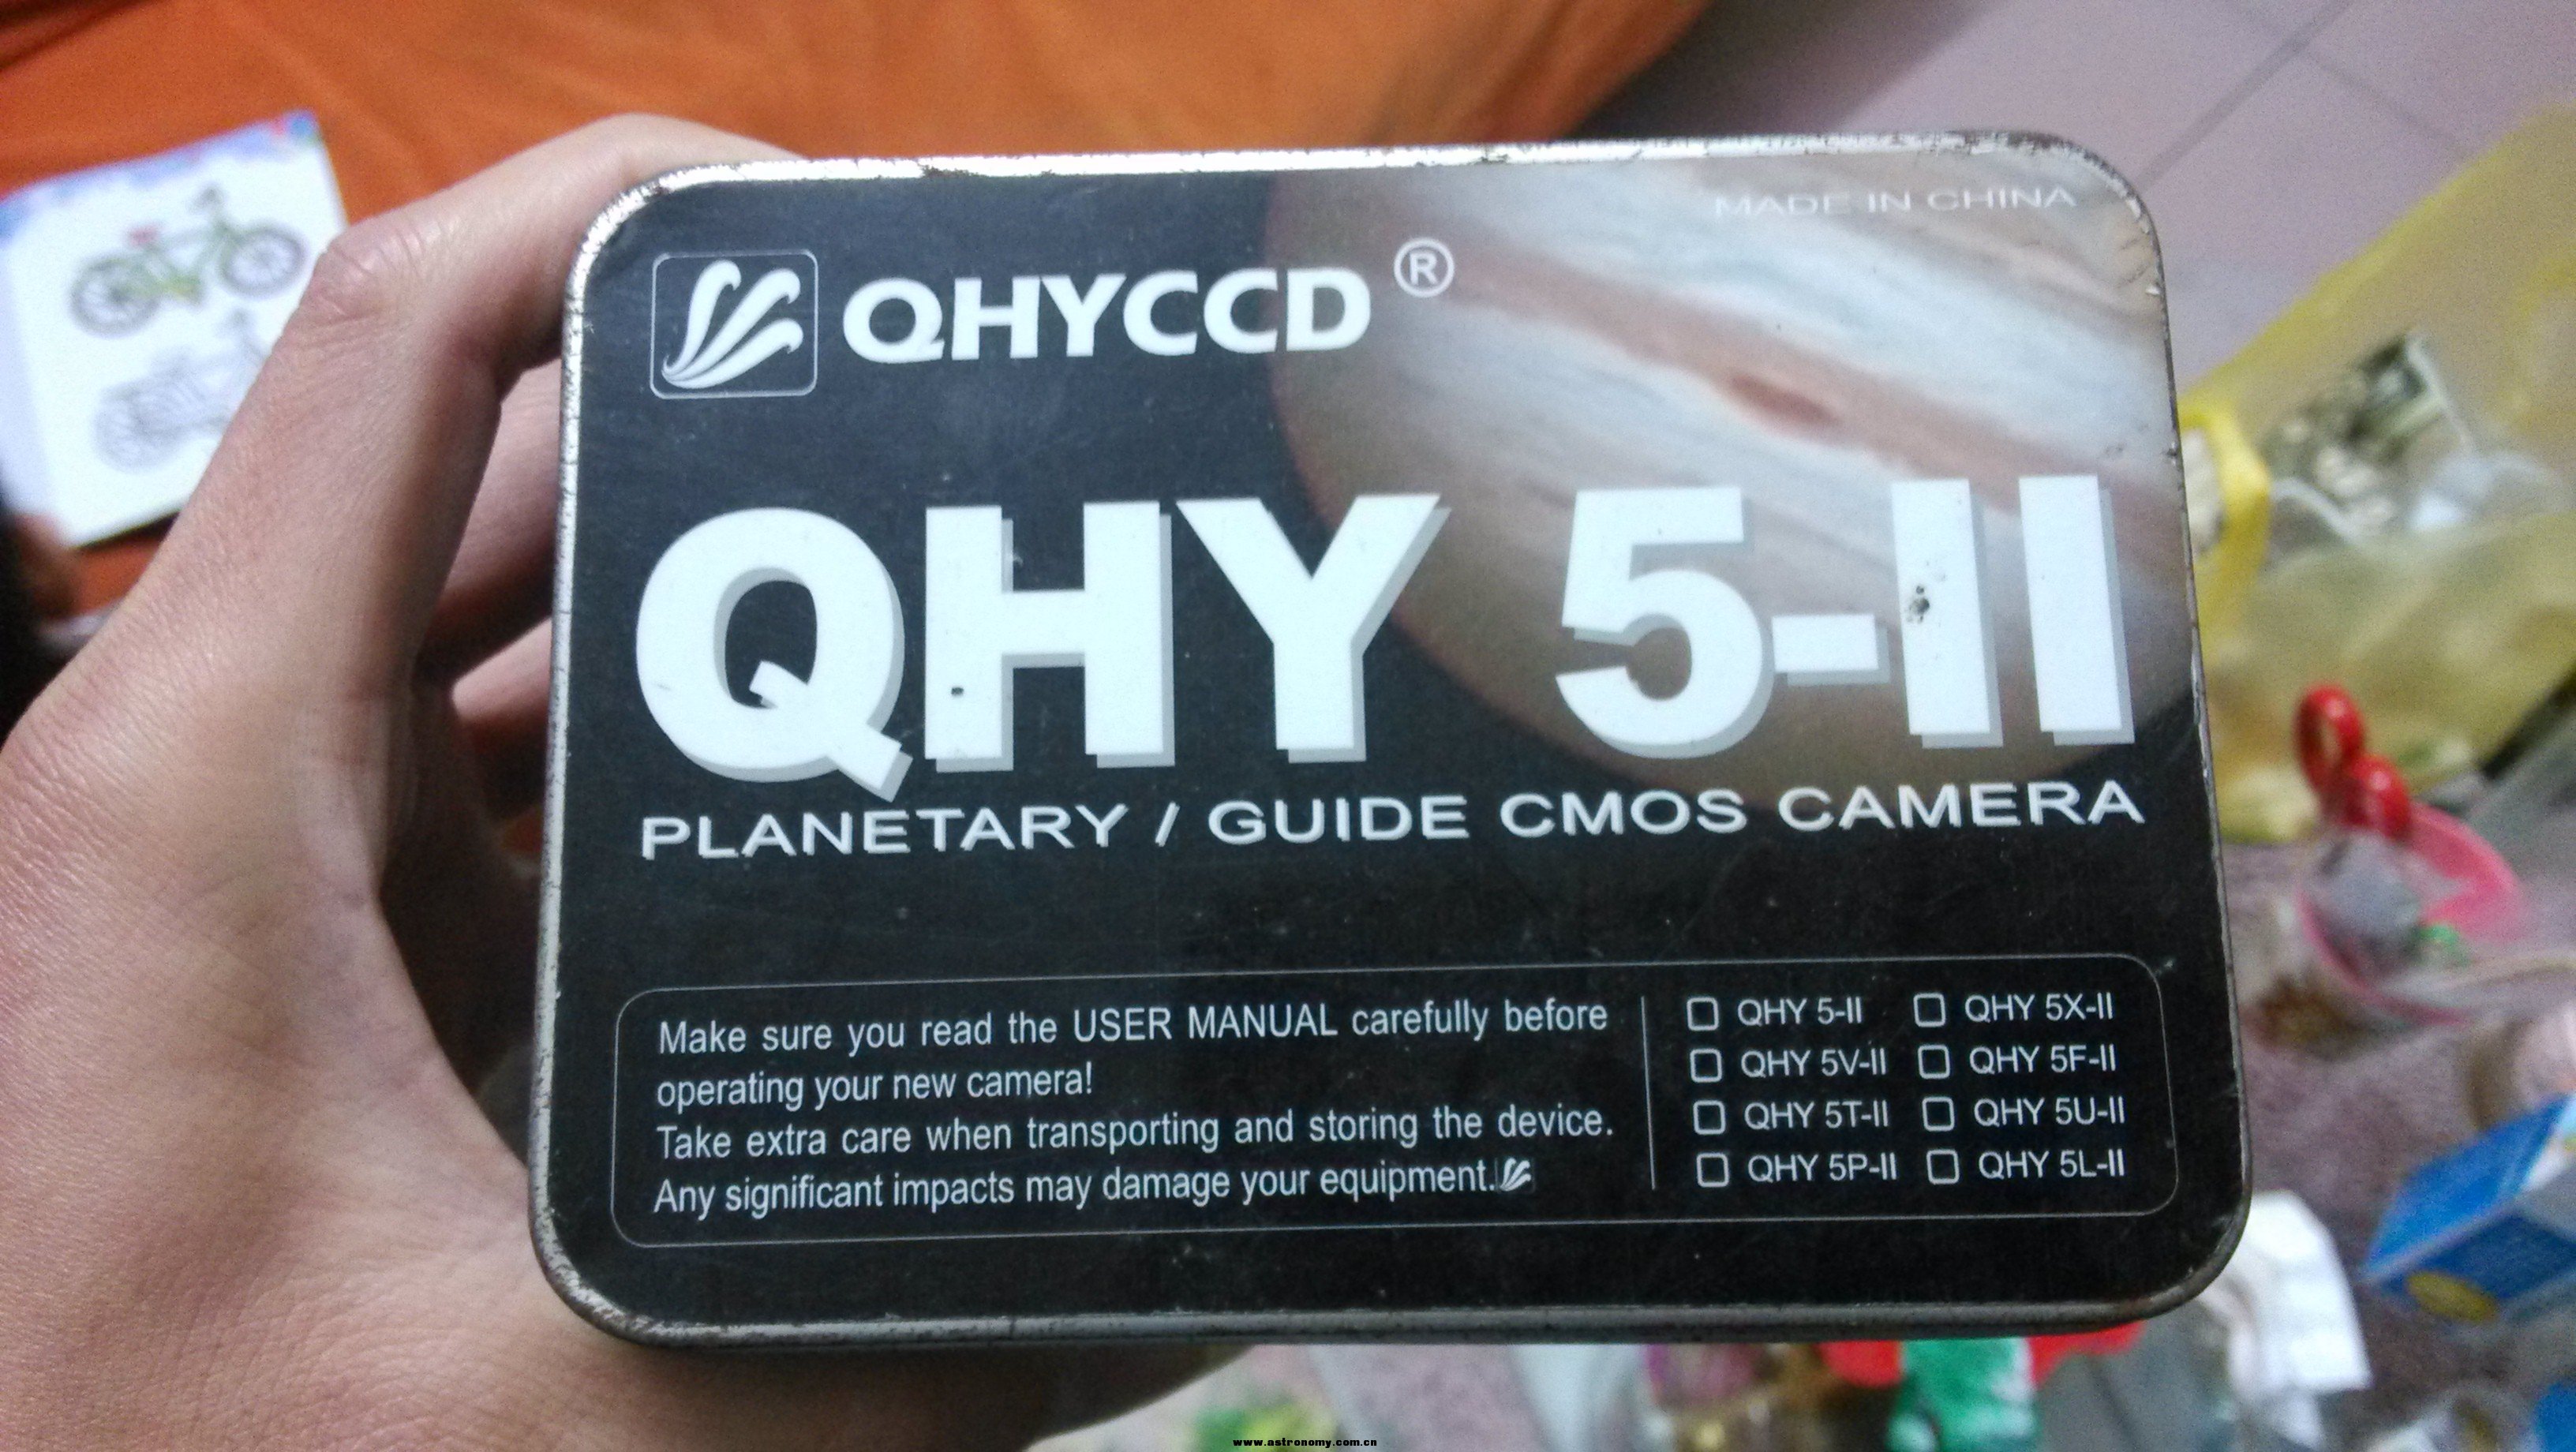 MADE IN CHINA
QHYCCD®
QHY 5-II
PLANETARY / GUIDE CMOS CAMERA
Make sure you read the USER MANUAL carefully before
operating your new camera!
Take extra care when transporting and storing the device.
Any significant impacts may damage your equipment.
QHY 5-II QHY 5X-II
QHY 5V-II QHY 5F-II
QHY 5T-II QHY 5U-II
QHY 5P-II QHY 5L-II
www.astronomy.com.cn